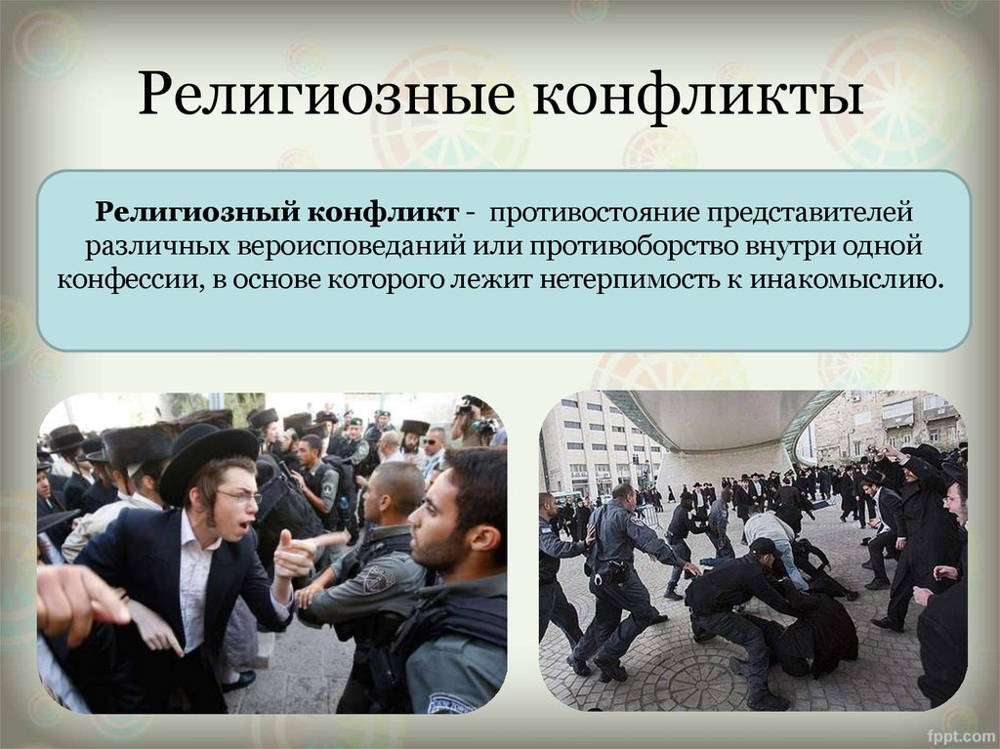 Религиозные конфликты
Религиозный конфликт - противостояние представителей
различных вероисповеданий или противоборство внутри одной
конфессии, в основе которого лежит нетерпимость к инакомыслию.
fppt.com